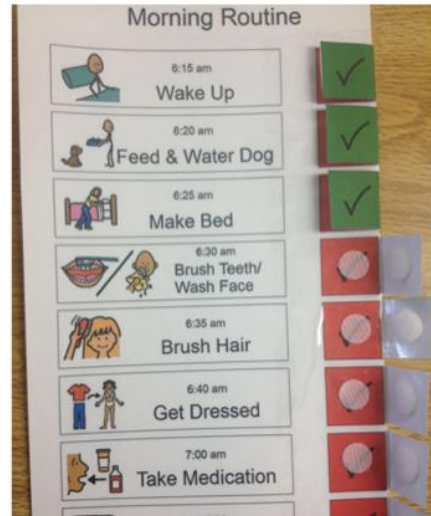 Morning Routine
6:15 am
Wake Up
6:20 am
Feed & Water Dog
6:25 am
Make Bed
6:30 am
Brush Teeth/
Wash Face
6:35 am
Brush Hair
6:40 am
Get Dressed
7:00 am
Take Medication